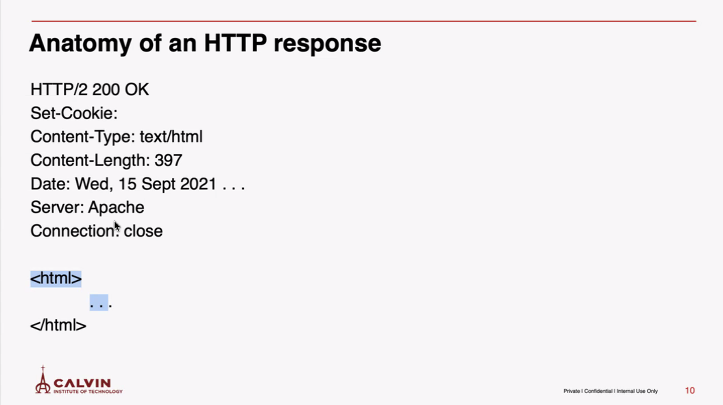 Anatomy of an HTTP response
HTTP/2 200 OK
Set-Cookie:
Content-Type: text/html
Content-Length: 397
Date: Wed, 15 Sept 2021 . . .
Server: Apache
Connection: close
<html>
. . .
</html>
CALVIN
INSTITUTE OF TECHNOLOGY
Private | Confidential | Internal Use Only
10